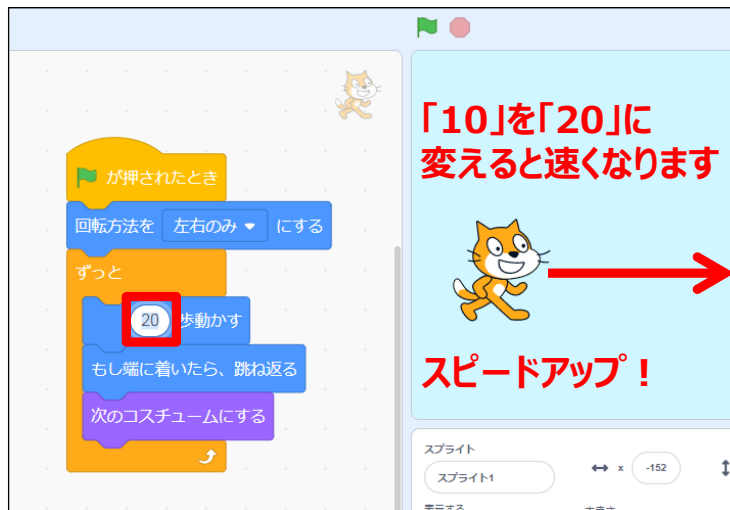 が押されたとき
回転方法を 左右のみ にする
ずっと
20 歩動かす
もし端に着いたら、跳ね返る
次のコスチュームにする
「10」を「20」に
変えると速くなります
スピードアップ！
スプライト
スプライト1
x -152
表示する
大きさ